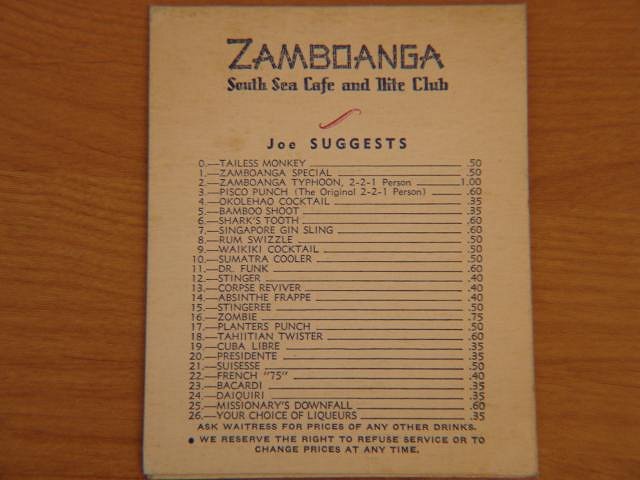 ZAMBOANGA
South Sea Cafe and Nite Club
Joe SUGGESTS
0.—TAILESS MONKEY .50
1.—ZAMBOANGA SPECIAL .50
2.—ZAMBOANGA TYPHOON, 2-2-1 Person 1.00
3.—PISCO PUNCH (The Original 2-2-1 Person) .60
4.—OKOLEHAO COCKTAIL .35
5.—BAMBOO SHOOT .35
6.—SHARK'S TOOTH .60
7.—SINGAPORE GIN SLING .60
8.—RUM SWIZZLE .50
9.—WAIKIKI COCKTAIL .50
10.—SUMATRA COOLER .50
11.—DR. FUNK .60
12.—STINGER .40
13.—CORPSE REVIVER .40
14.—ABSINTHE FRAPPE .40
15.—STINGEREE .50
16.—ZOMBIE .75
17.—PLANTERS PUNCH .50
18.—TAHIITIAN TWISTER .60
19.—CUBA LIBRE .35
20.—PRESIDENTE .35
21.—SUISESSE .50
22.—FRENCH "75" .40
23.—BACARDI .35
24.—DAIQUIRI .35
25.—MISSIONARY'S DOWNFALL .60
26.—YOUR CHOICE OF LIQUEURS .35
ASK WAITRESS FOR PRICES OF ANY OTHER DRINKS.
• WE RESERVE THE RIGHT TO REFUSE SERVICE OR TO
CHANGE PRICES AT ANY TIME.